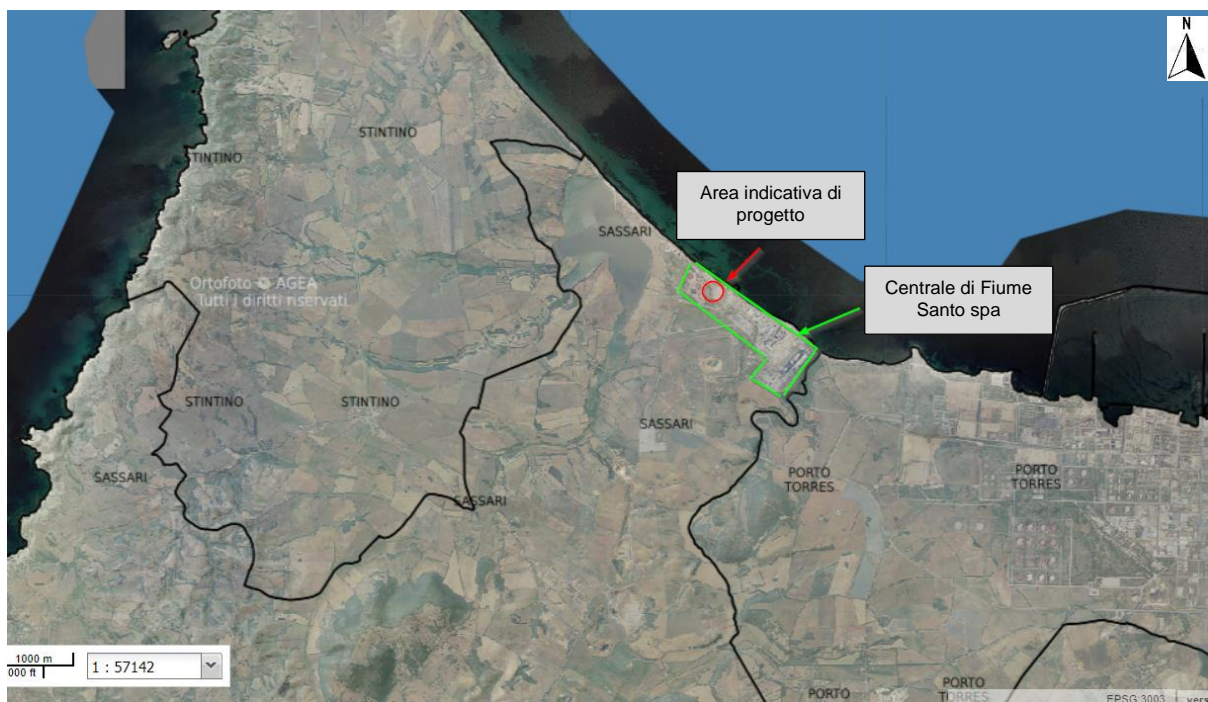 N
STINTINO
STINTINO
Area indicativa di
progetto
SASSARI
Ortofoto © AGEA
Tutti i diritti riservati
Centrale di Fiume
Santo spa
STINTINO
STINTINO
SASSARI
SASSARI
SASSARI
PORTO
TORRES
PORTO
TORRES
1000 m
000 ft
1 : 57142
PORTO
PORTO
TORRES
EPSG:3003
vers